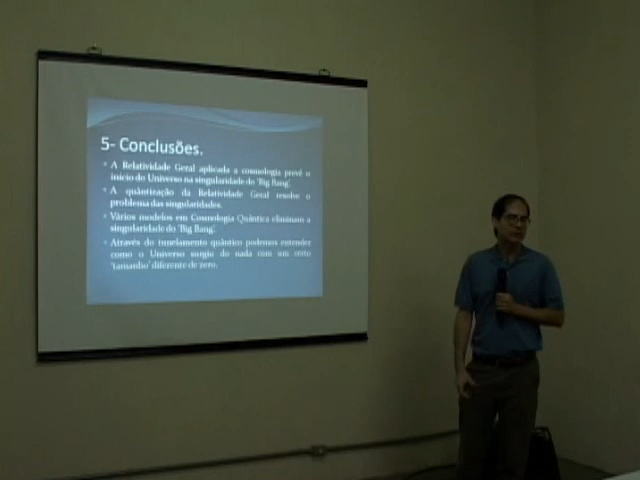 5- Conclusões.
A Relatividade Geral aplicada a cosmologia prevê o
início do Universo na singularidade do 'Big Bang'.
A quântização da Relatividade Geral resolve o
problema das singularidades.
Vários modelos em Cosmologia Quântica eliminam a
singularidade do 'Big Bang'.
Através do tunelamento quântico podemos entender
como o Universo surgiu do nada com um certo
'tamanho' diferente de zero.